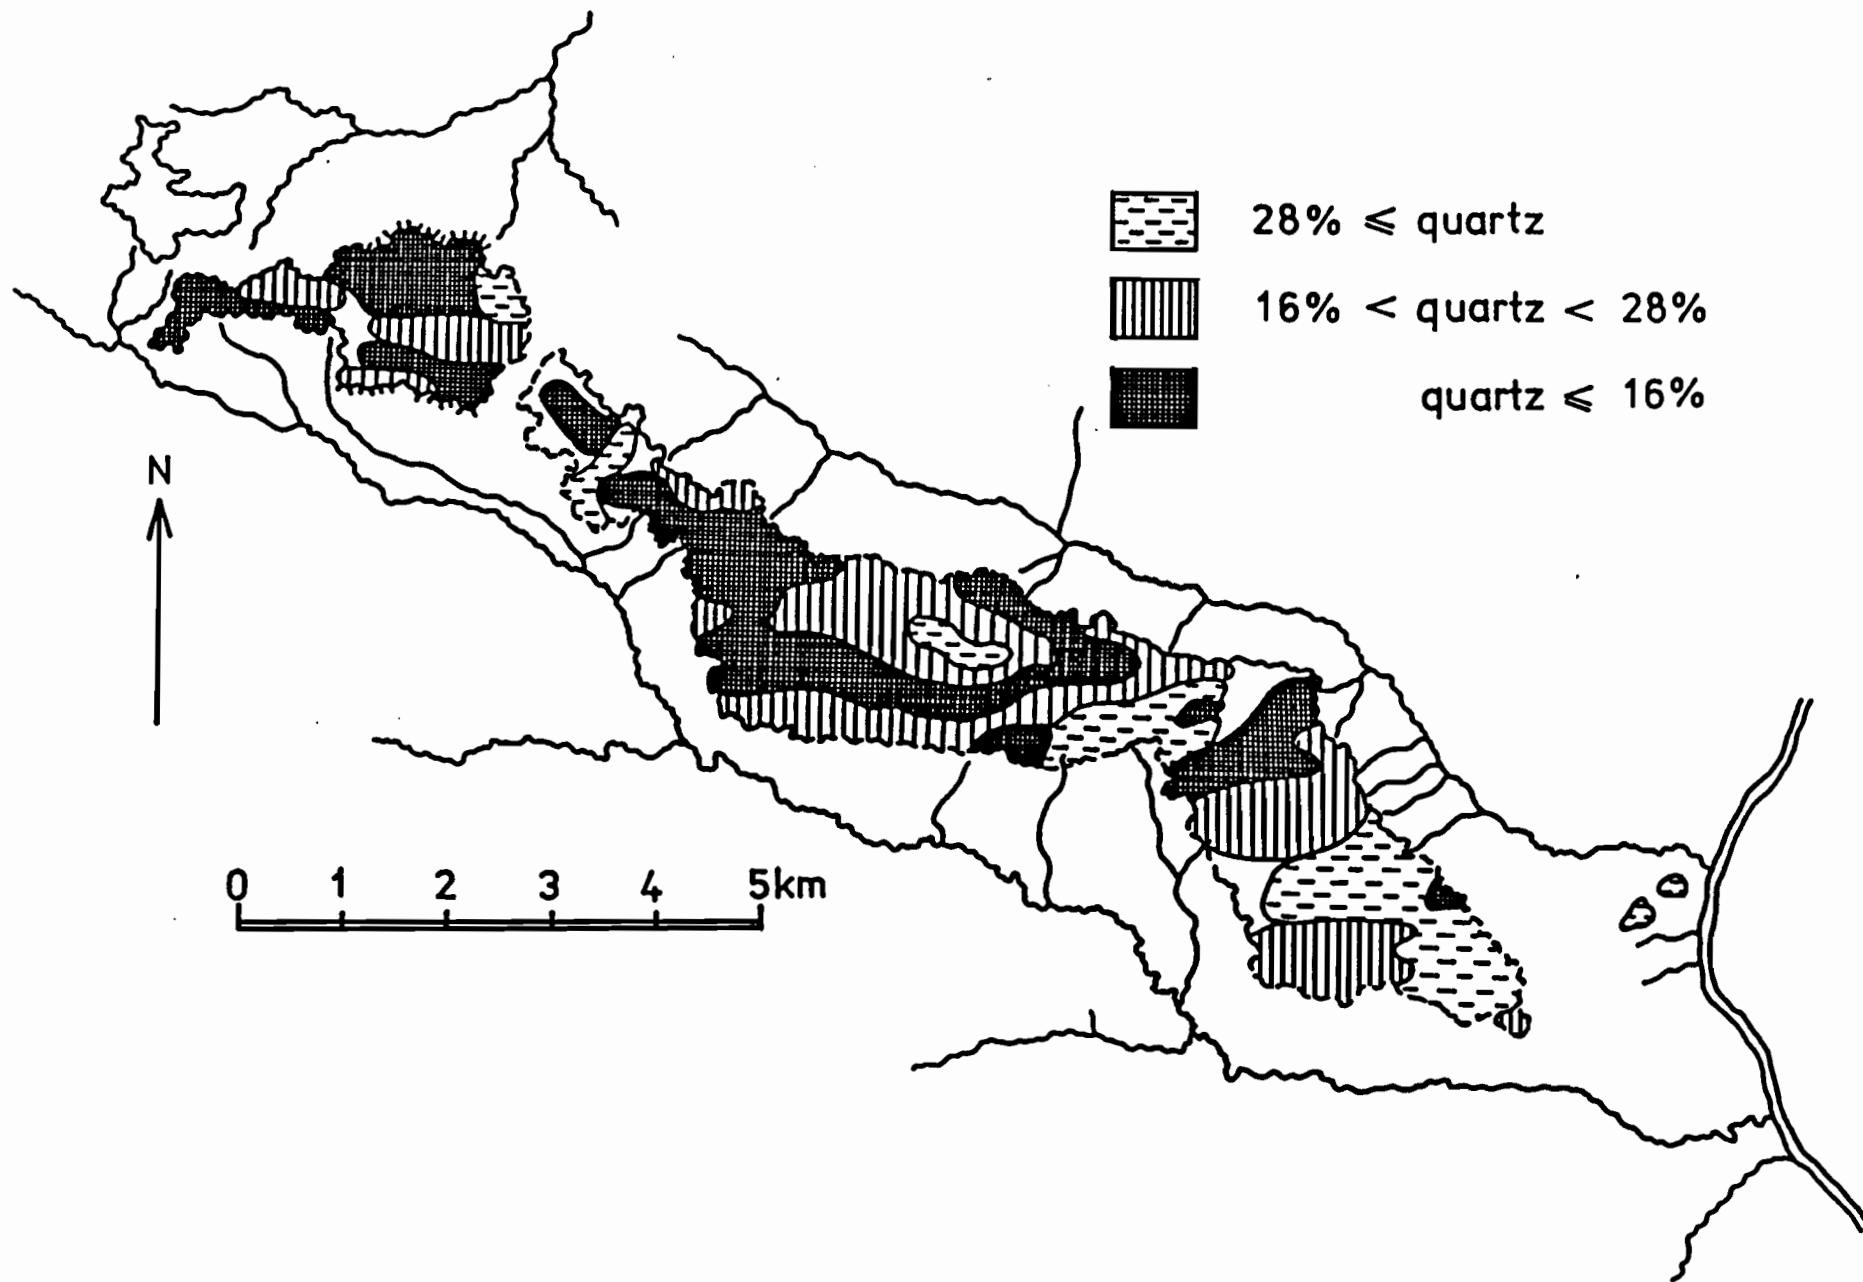 28% ⩽ quartz
16% < quartz < 28%
quartz ⩽ 16%
N
0 1 2 3 4 5km